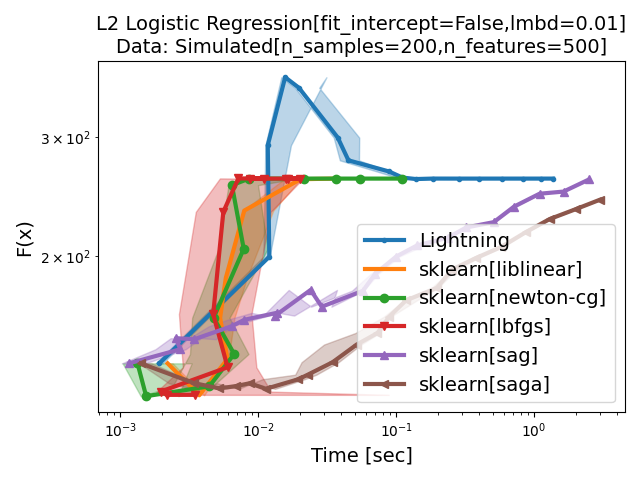 L2 Logistic Regression[fit_intercept=False,lmbd=0.01]
Data: Simulated[n_samples=200,n_features=500]
F(x)
3 × 10²
2 × 10²
Lightning
sklearn[liblinear]
sklearn[newton-cg]
sklearn[lbfgs]
sklearn[sag]
sklearn[saga]
10⁻³ 10⁻² 10⁻¹ 10⁰
Time [sec]